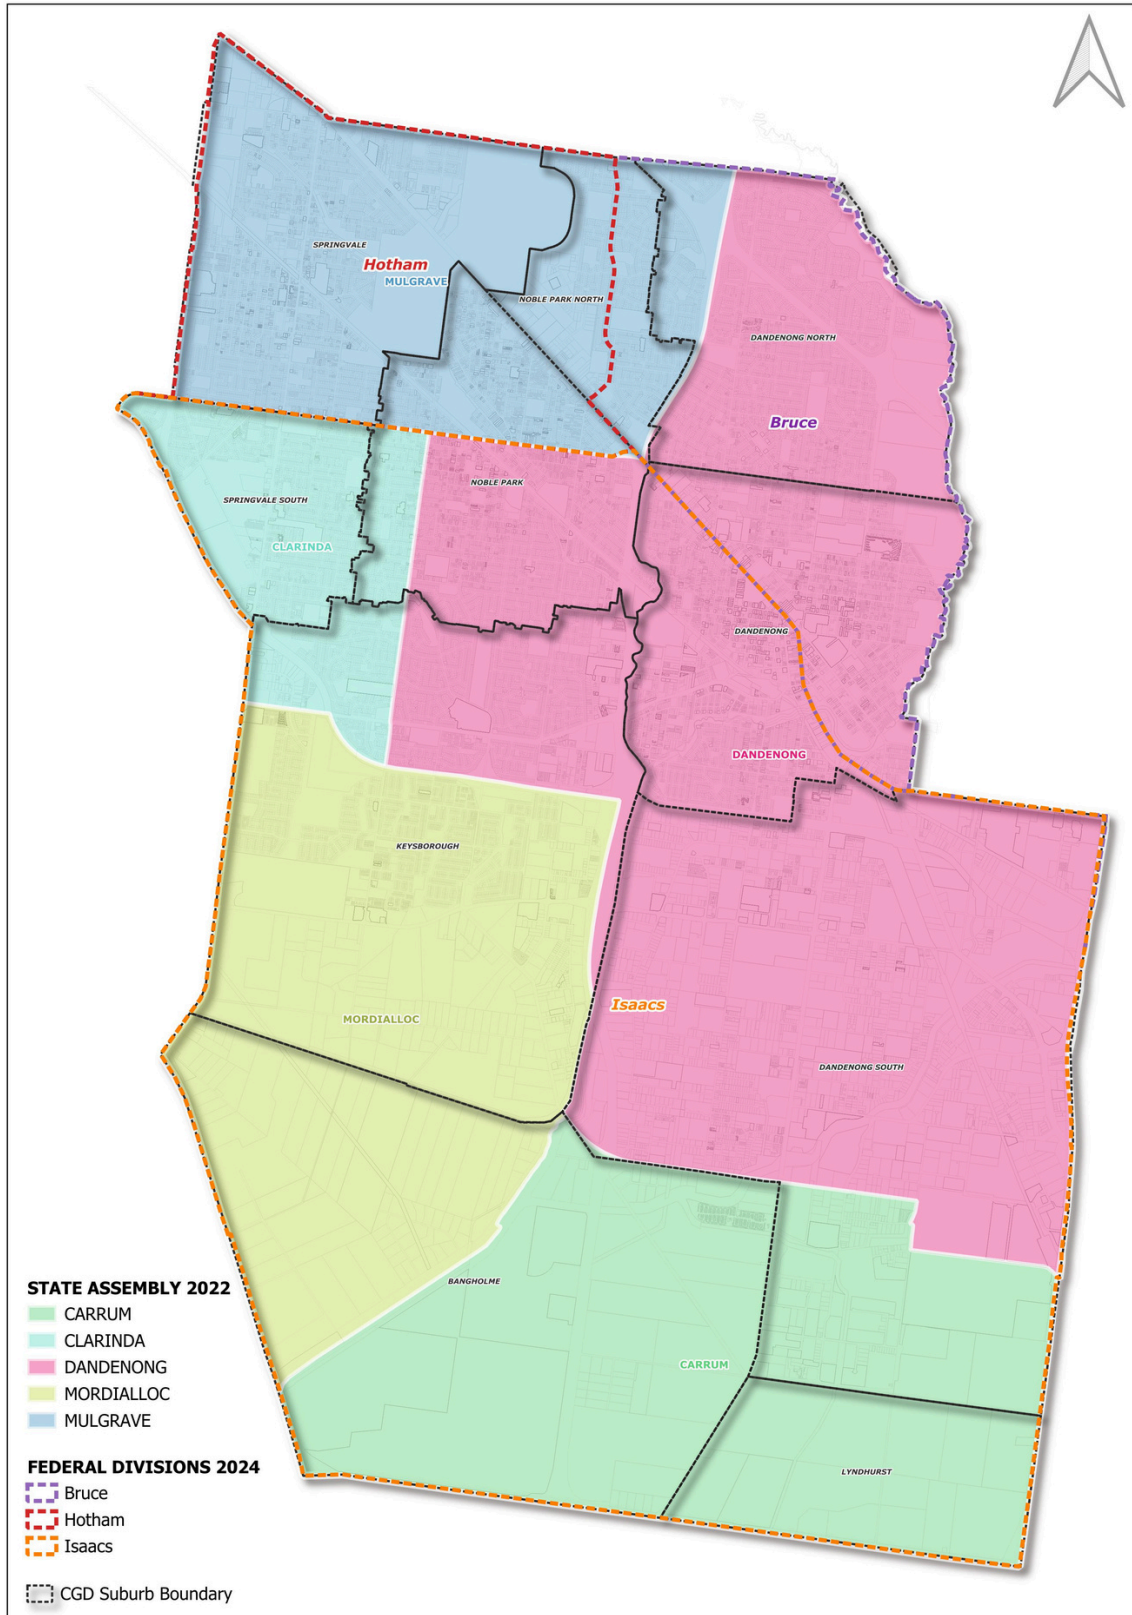 SPRINGVALE
Hotham
MULGRAVE
NOBLE PARK NORTH
DANDENONG NORTH
Bruce
NOBLE PARK
SPRINGVALE SOUTH
CLARINDA
DANDENONG
DANDENONG
KEYSBOROUGH
Isaacs
MORDIALLOC
DANDENONG SOUTH
BANGHOLME
CARRUM
LYNDHURST
STATE ASSEMBLY 2022
CARRUM
CLARINDA
DANDENONG
MORDIALLOC
MULGRAVE
FEDERAL DIVISIONS 2024
Bruce
Hotham
Isaacs
CGD Suburb Boundary